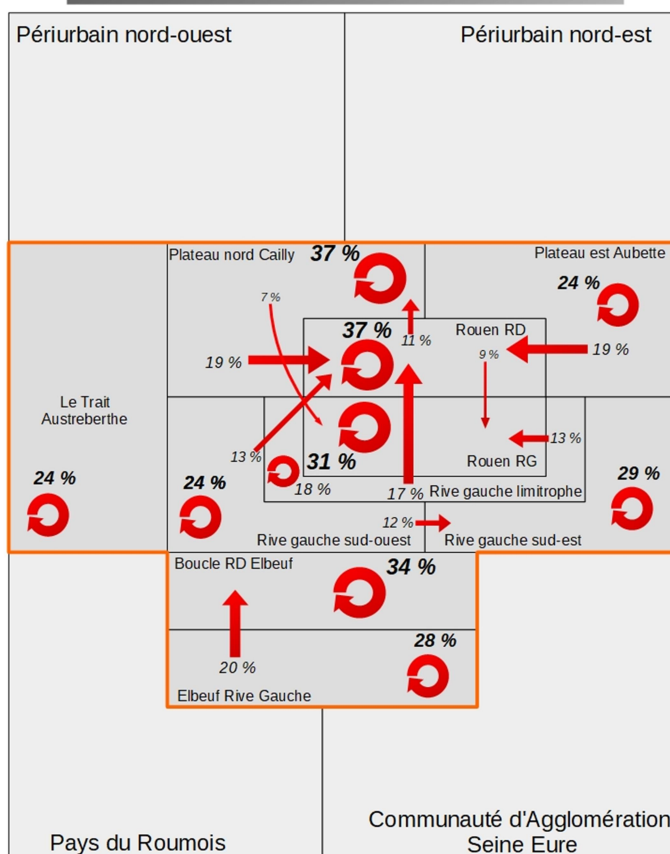 Périurbain nord-ouest
Périurbain nord-est
Plateau nord Cailly
37 %
Plateau est Aubette
24 %
7 %
37 %
11 %
Rouen RD
9 %
19 %
19 %
Le Trait
Austreberthe
13 %
31 %
18 %
13 %
Rouen RG
24 %
24 %
17 %
Rive gauche limitrophe
29 %
12 %
Rive gauche sud-ouest
Rive gauche sud-est
Boucle RD Elbeuf
34 %
20 %
28 %
Elbeuf Rive Gauche
Pays du Roumois
Communauté d'Agglomération
Seine Eure